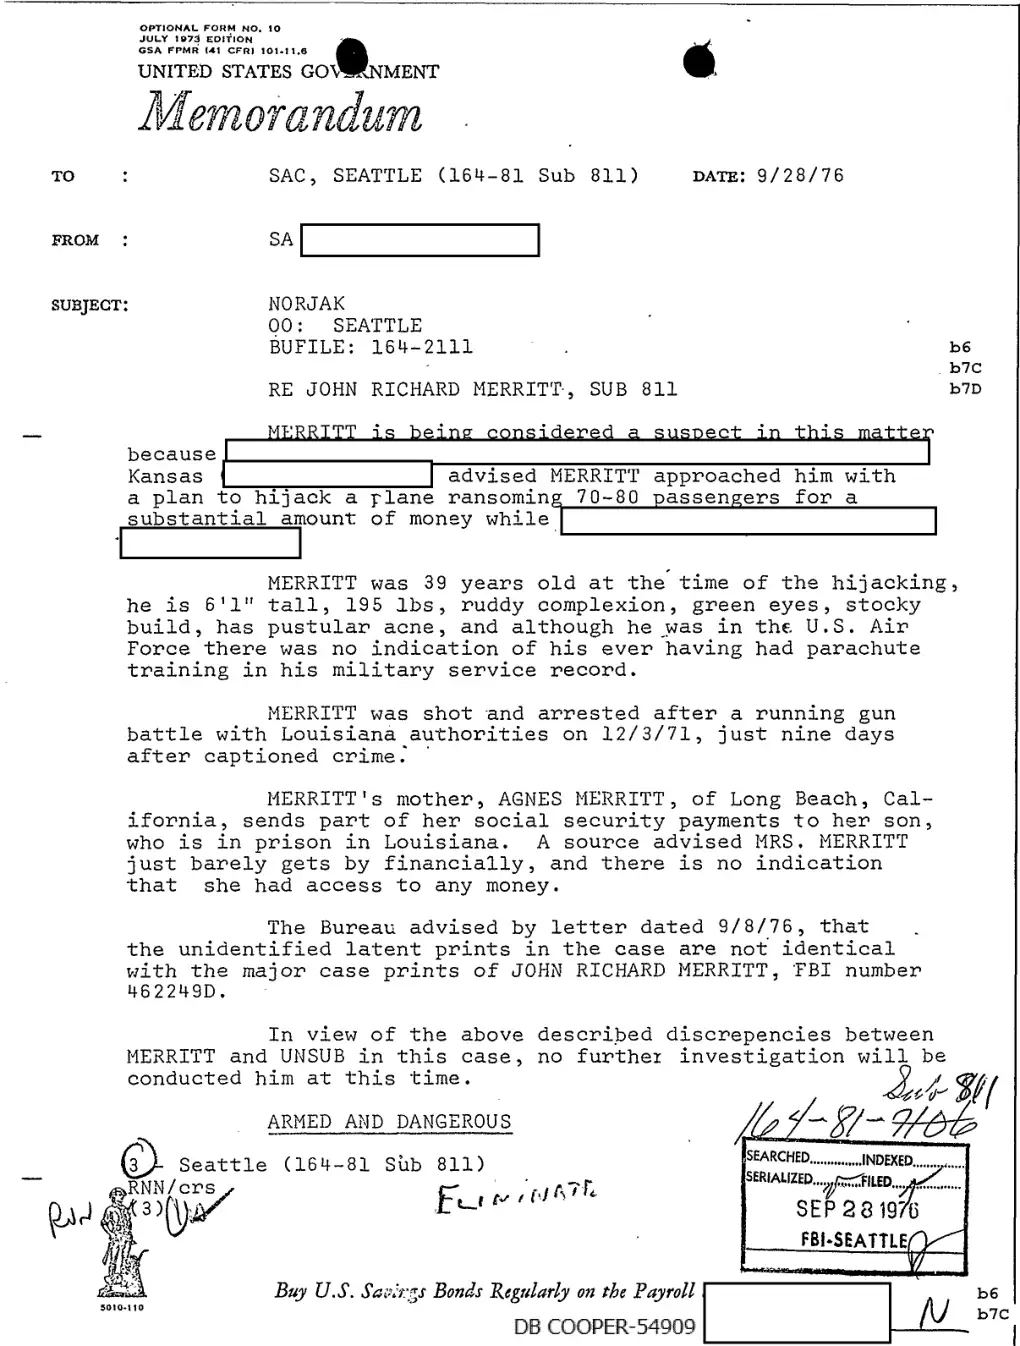 OPTIONAL FORM NO. 10
JULY 1973 EDITION
GSA FPMR (41 CFR) 101-11.6
UNITED STATES GOVERNMENT
Memorandum
TO : SAC, SEATTLE (164-81 Sub 811) DATE: 9/28/76
FROM : SA
SUBJECT: NORJAK
OO: SEATTLE
BUFILE: 164-2111
b6
b7C
RE JOHN RICHARD MERRITT, SUB 811
b7D
MERRITT is being considered a suspect in this matter
because
Kansas advised MERRITT approached him with
a plan to hijack a plane ransoming 70-80 passengers for a
substantial amount of money while
MERRITT was 39 years old at the time of the hijacking,
he is 6'1" tall, 195 lbs, ruddy complexion, green eyes, stocky
build, has pustular acne, and although he was in the U.S. Air
Force there was no indication of his ever having had parachute
training in his military service record.
MERRITT was shot and arrested after a running gun
battle with Louisiana authorities on 12/3/71, just nine days
after captioned crime.
MERRITT's mother, AGNES MERRITT, of Long Beach, Cal-
ifornia, sends part of her social security payments to her son,
who is in prison in Louisiana. A source advised MRS. MERRITT
just barely gets by financially, and there is no indication
that she had access to any money.
The Bureau advised by letter dated 9/8/76, that
the unidentified latent prints in the case are not identical
with the major case prints of JOHN RICHARD MERRITT, FBI number
462249D.
In view of the above described discrepencies between
MERRITT and UNSUB in this case, no further investigation will be
conducted him at this time.
Sub 811
ARMED AND DANGEROUS
164-81-7106
3 - Seattle (164-81 Sub 811)
RNN/crs
(3)
ELIMINATE
SEARCHED..............INDEXED..............
SERIALIZED.........FILED..............
SEP 28 1976
FBI-SEATTLE
5010-110
Buy U.S. Savings Bonds Regularly on the Payroll
b6
b7C
N
DB COOPER-54909